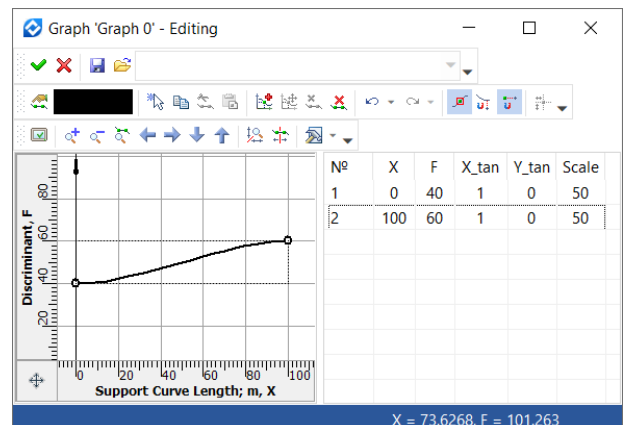 Graph 'Graph 0' - Editing
Nº X F X_tan Y_tan Scale
1 0 40 1 0 50
2 100 60 1 0 50
80
60
40
20
Discriminant, F
0 20 40 60 80 100
Support Curve Length; m, X
X = 73.6268, F = 101.263